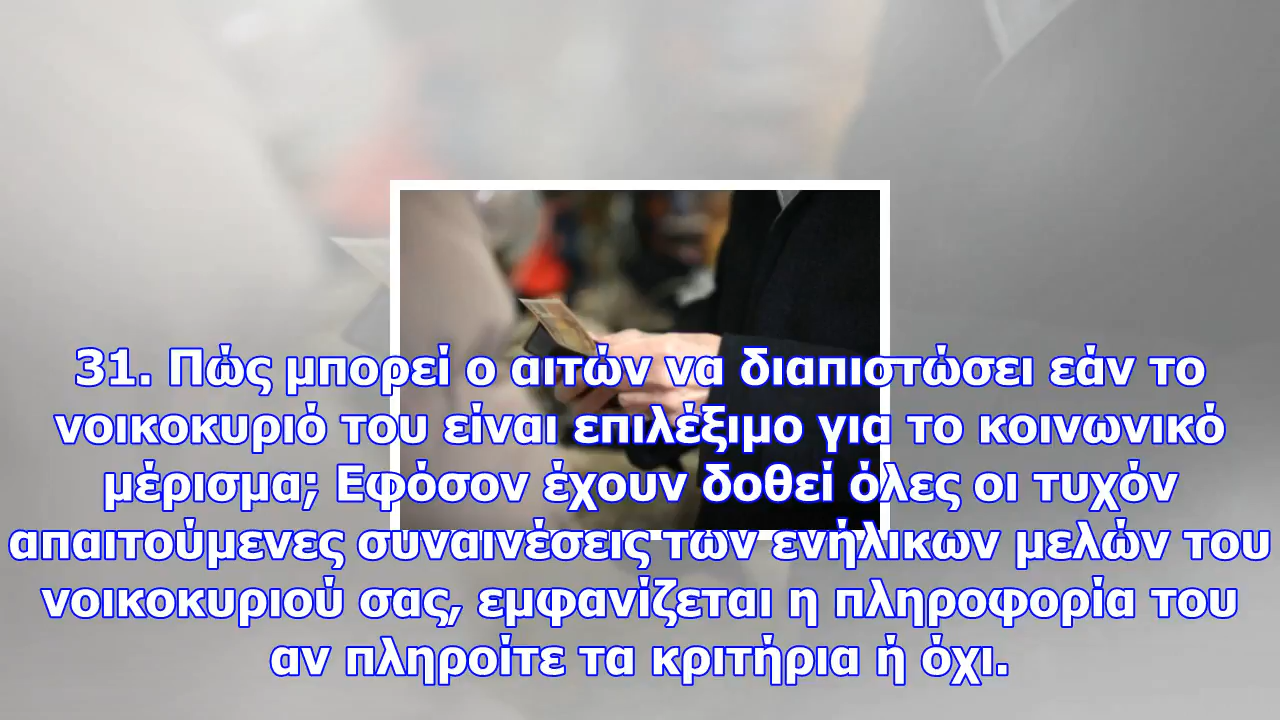 31. Πώς μπορεί ο αιτών να διαπιστώσει εάν το
νοικοκυριό του είναι επιλέξιμο για το κοινωνικό
μέρισμα; Εφόσον έχουν δοθεί όλες οι τυχόν
απαιτούμενες συναινέσεις των ενήλικων μελών του
νοικοκυριού σας, εμφανίζεται η πληροφορία του
αν πληροίτε τα κριτήρια ή όχι.